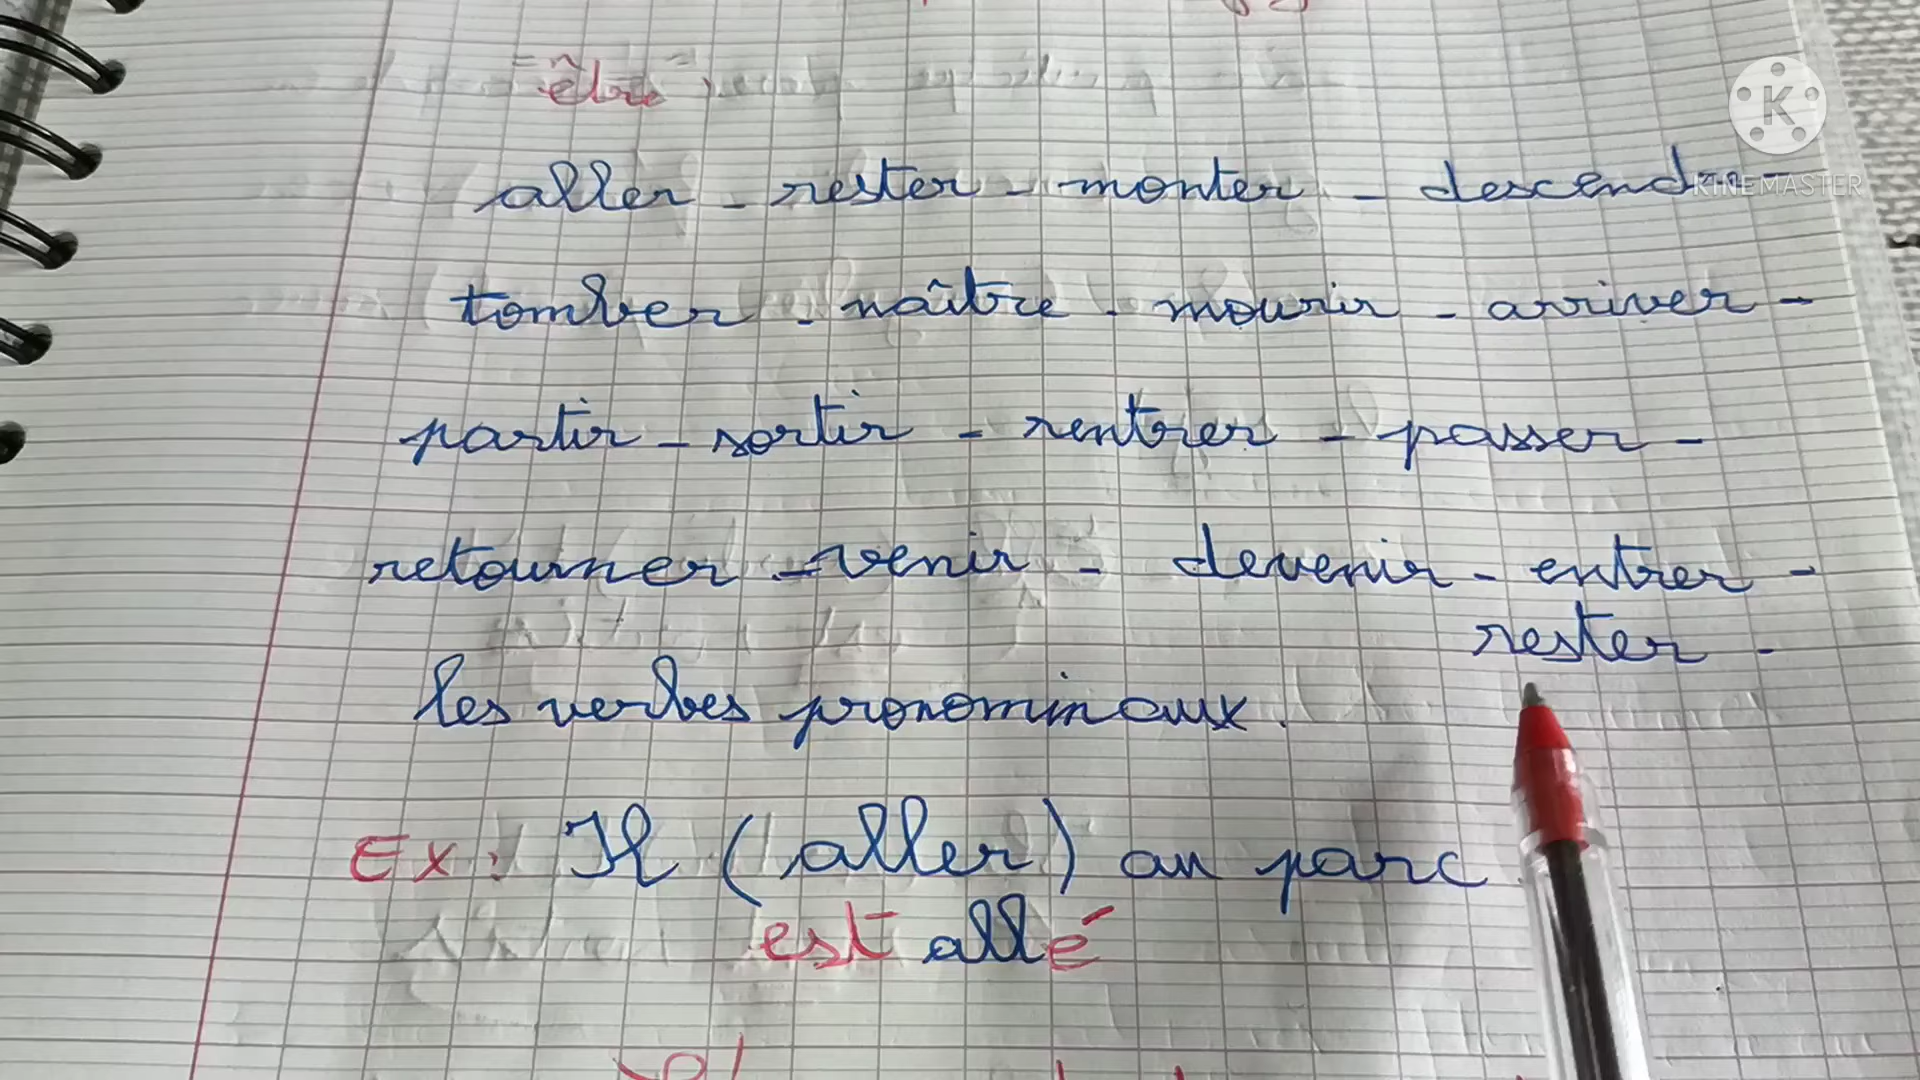 "être"
aller - rester - monter - descendre -
K
KINEMASTER
tomber - naître - mourir - arriver -
partir - sortir - rentrer - passer -
retourner - venir - devenir - entrer -
rester -
les verbes pronominaux.
Ex: Il (aller) au parc
est allé